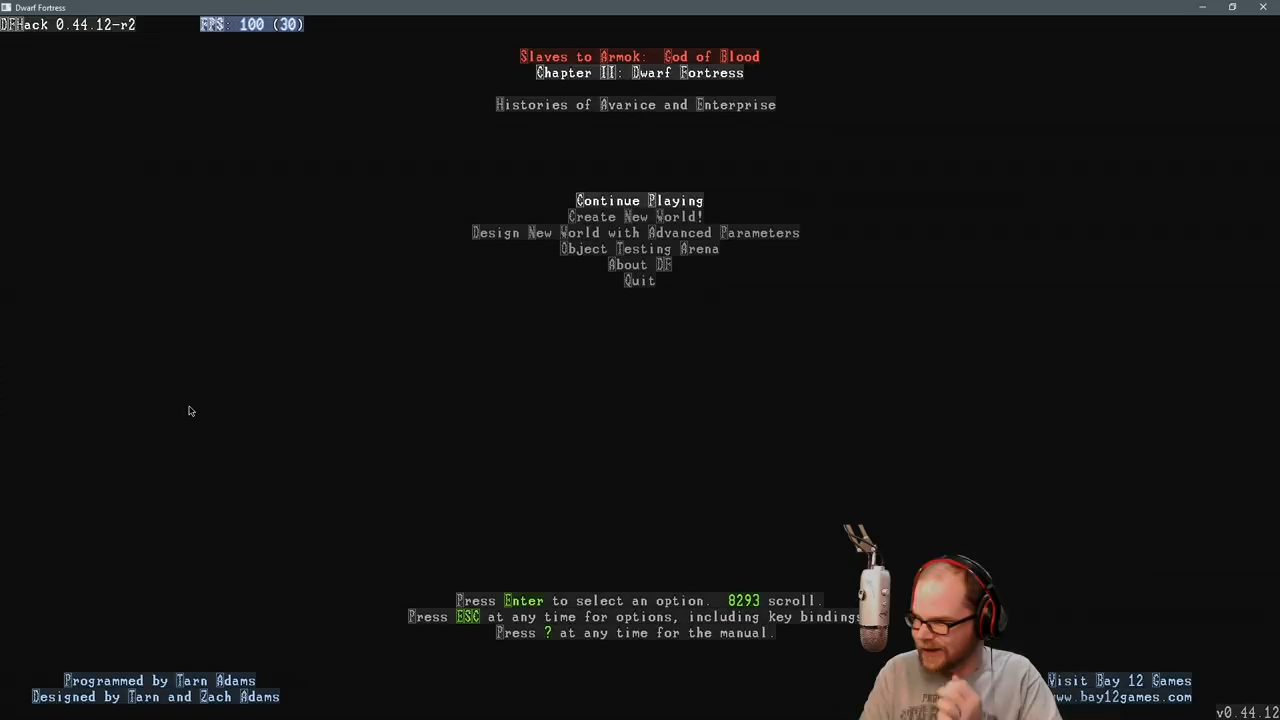 Dwarf Fortress
DFHack 0.44.12-r2 FPS: 100 (30)
Slaves to Armok: God of Blood
Chapter II: Dwarf Fortress
Histories of Avarice and Enterprise
Continue Playing
Create New World!
Design New World with Advanced Parameters
Object Testing Arena
About DF
Quit
Press Enter to select an option. 8293 scroll.
Press ESC at any time for options, including key bindings
Press ? at any time for the manual.
Programmed by Tarn Adams
Designed by Tarn and Zach Adams
Visit Bay 12 Games
www.bay12games.com
v0.44.12